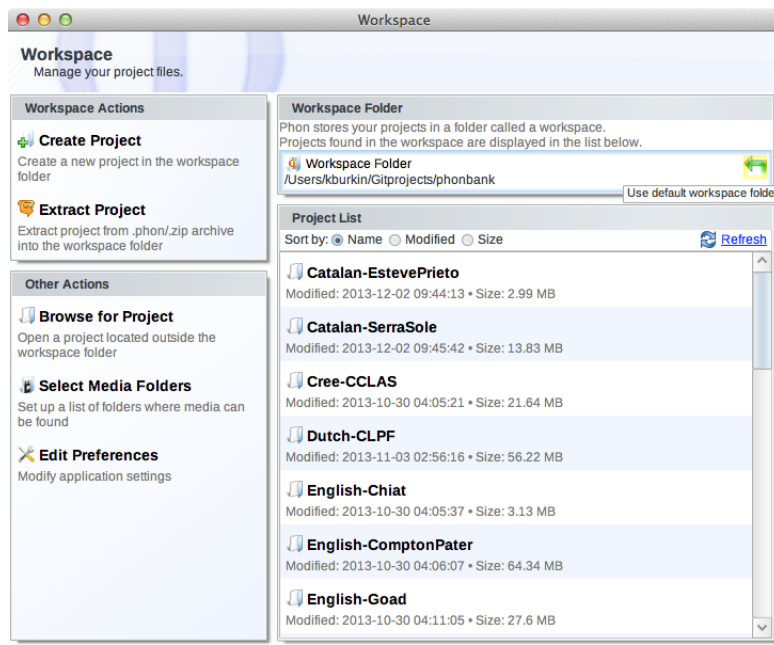 Workspace
Workspace
Manage your project files.
Workspace Actions
Create Project
Create a new project in the workspace
folder
Extract Project
Extract project from .phon/.zip archive
into the workspace folder
Other Actions
Browse for Project
Open a project located outside the
workspace folder
Select Media Folders
Set up a list of folders where media can
be found
Edit Preferences
Modify application settings
Workspace Folder
Phon stores your projects in a folder called a workspace.
Projects found in the workspace are displayed in the list below.
Workspace Folder
/Users/kburkin/Gitprojects/phonbank
Use default workspace folde
Project List
Sort by: Name Modified Size Refresh
Catalan-EstevePrieto
Modified: 2013-12-02 09:44:13 • Size: 2.99 MB
Catalan-SerraSole
Modified: 2013-12-02 09:45:42 • Size: 13.83 MB
Cree-CCLAS
Modified: 2013-10-30 04:05:21 • Size: 21.64 MB
Dutch-CLPF
Modified: 2013-11-03 02:56:16 • Size: 56.22 MB
English-Chiat
Modified: 2013-10-30 04:05:37 • Size: 3.13 MB
English-ComptonPater
Modified: 2013-10-30 04:06:07 • Size: 64.34 MB
English-Goad
Modified: 2013-10-30 04:11:05 • Size: 27.6 MB